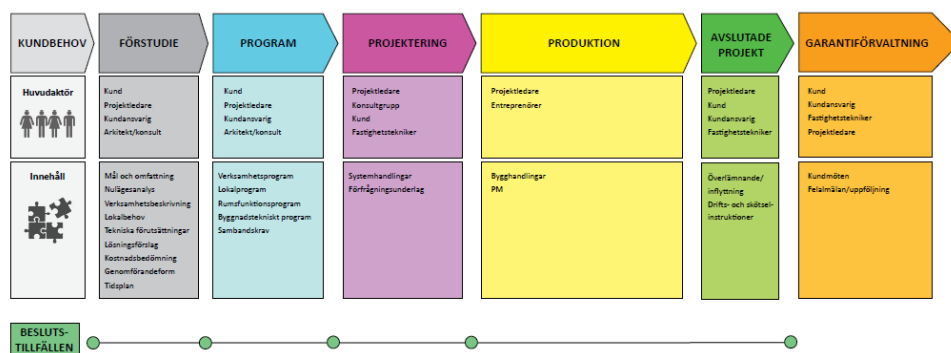 KUNDBEHOV
FÖRSTUDIE
PROGRAM
PROJEKTERING
PRODUKTION
AVSLUTADE
PROJEKT
GARANTIFÖRVALTNING
Huvudaktör
Kund
Projektledare
Kundansvarig
Arkitekt/konsult
Kund
Projektledare
Kundansvarig
Arkitekt/konsult
Projektledare
Konsultgrupp
Kund
Fastighetstekniker
Projektledare
Entreprenörer
Projektledare
Kund
Kundansvarig
Fastighetstekniker
Kund
Kundansvarig
Fastighetstekniker
Projektledare
Innehåll
Mål och omfattning
Nulägesanalys
Verksamhetsbeskrivning
Lokalbehov
Tekniska förutsättningar
Lösningsförslag
Kostnadsbedömning
Genomförandeform
Tidsplan
Verksamhetsprogram
Lokalprogram
Rumsfunktionsprogram
Byggnadstekniskt program
Sambandskrav
Systemhandlingar
Förfrågningsunderlag
Bygghandlingar
PM
Överlämnande/
inflyttning
Drifts- och skötsel-
instruktioner
Kundmöten
Felalmälan/uppföljning
BESLUTS-
TILLFÄLLEN